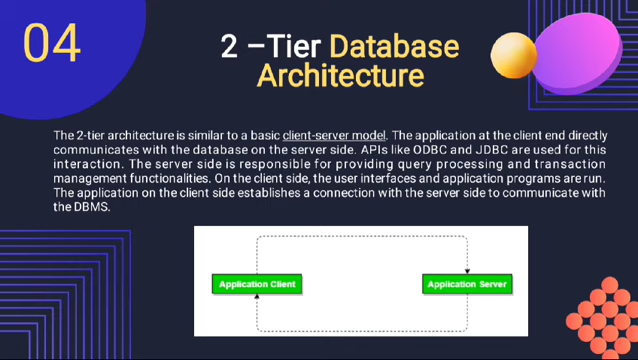 04
2 –Tier Database
Architecture
The 2-tier architecture is similar to a basic client-server model. The application at the client end directly
communicates with the database on the server side. APIs like ODBC and JDBC are used for this
interaction. The server side is responsible for providing query processing and transaction
management functionalities. On the client side, the user interfaces and application programs are run.
The application on the client side establishes a connection with the server side to communicate with
the DBMS.
Application Client
Application Server